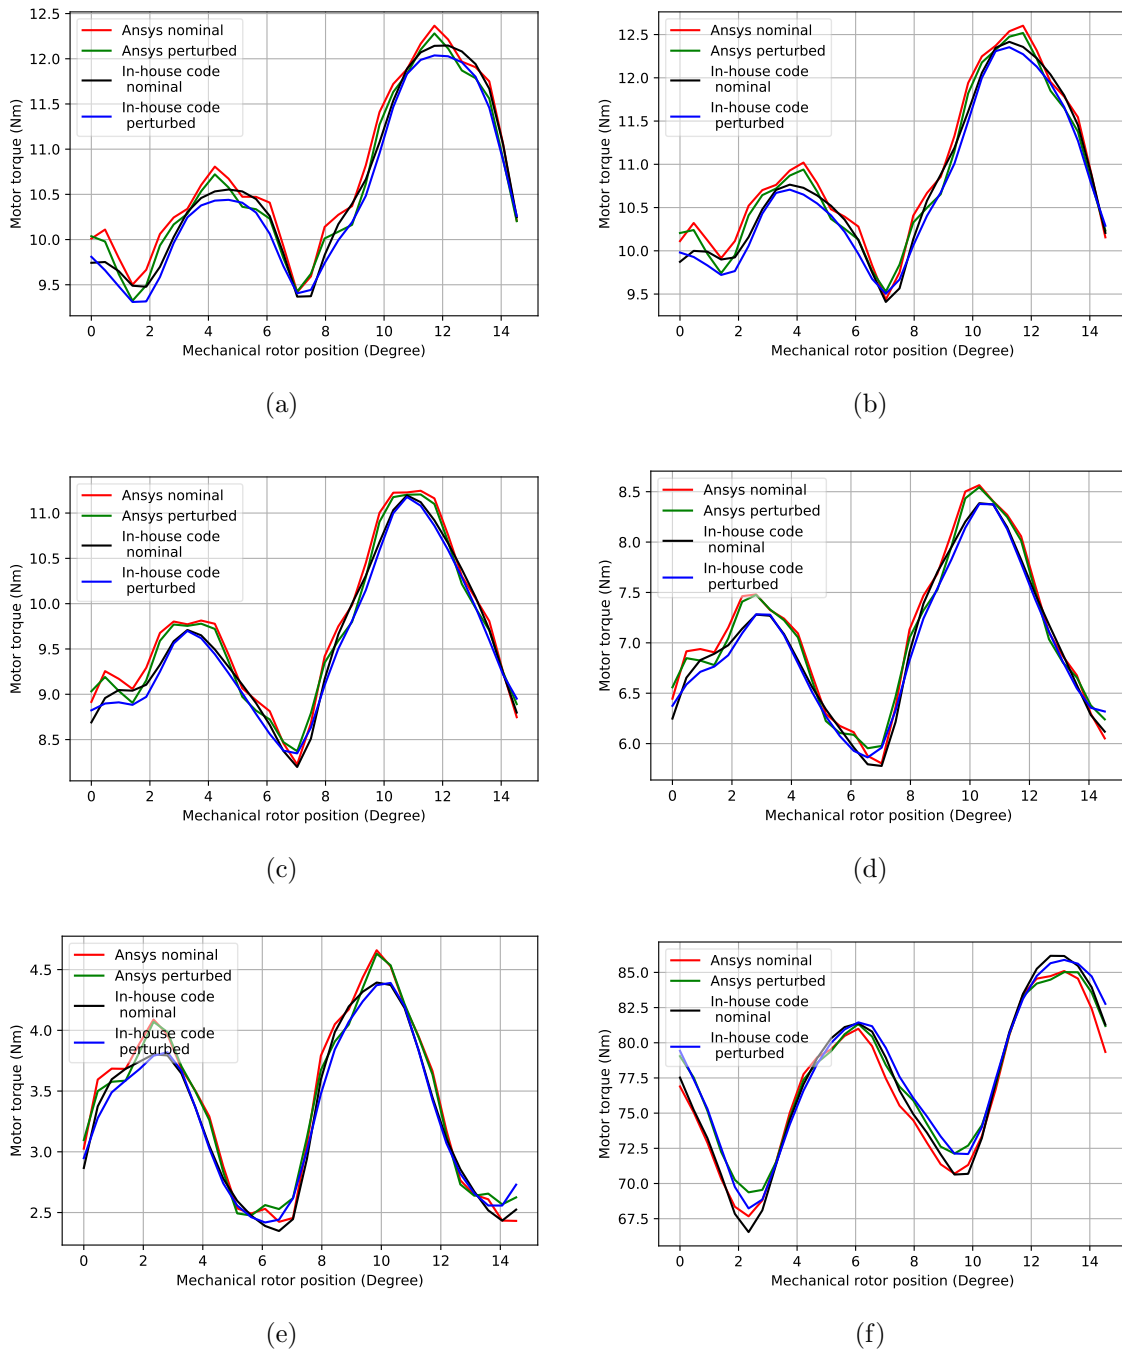 12.5
12.0
11.5
11.0
10.5
10.0
9.5
Motor torque (Nm)
Ansys nominal
Ansys perturbed
In-house code
nominal
In-house code
perturbed
0 2 4 6 8 10 12 14
Mechanical rotor position (Degree)
(a)
12.5
12.0
11.5
11.0
10.5
10.0
9.5
Motor torque (Nm)
Ansys nominal
Ansys perturbed
In-house code
nominal
In-house code
perturbed
0 2 4 6 8 10 12 14
Mechanical rotor position (Degree)
(b)
11.0
10.5
10.0
9.5
9.0
8.5
Motor torque (Nm)
Ansys nominal
Ansys perturbed
In-house code
nominal
In-house code
perturbed
0 2 4 6 8 10 12 14
Mechanical rotor position (Degree)
(c)
8.5
8.0
7.5
7.0
6.5
6.0
Motor torque (Nm)
Ansys nominal
Ansys perturbed
In-house code
nominal
In-house code
perturbed
0 2 4 6 8 10 12 14
Mechanical rotor position (Degree)
(d)
4.5
4.0
3.5
3.0
2.5
Motor torque (Nm)
Ansys nominal
Ansys perturbed
In-house code
nominal
In-house code
perturbed
0 2 4 6 8 10 12 14
Mechanical rotor position (Degree)
(e)
85.0
82.5
80.0
77.5
75.0
72.5
70.0
67.5
Motor torque (Nm)
Ansys nominal
Ansys perturbed
In-house code
nominal
In-house code
perturbed
0 2 4 6 8 10 12 14
Mechanical rotor position (Degree)
(f)